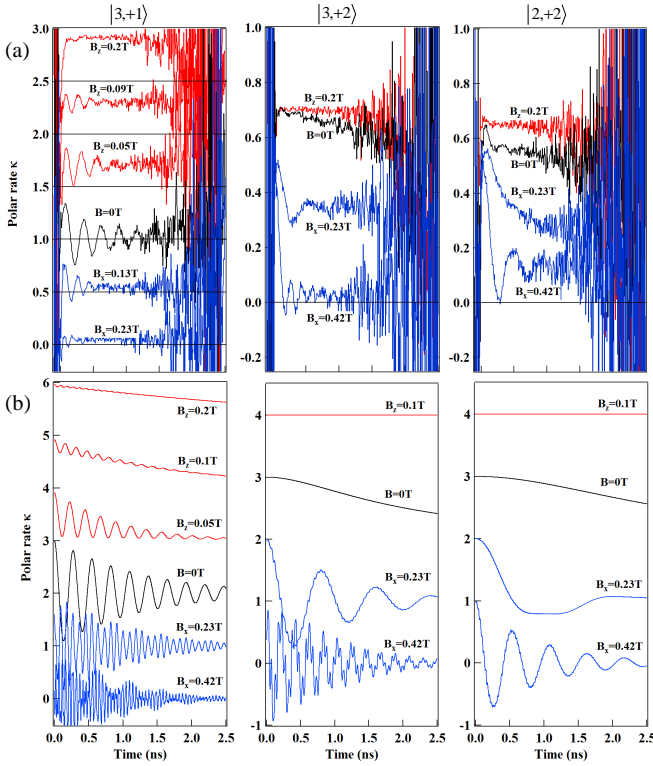 |3,+1⟩ |3,+2⟩ |2,+2⟩
(a)
Polar rate κ
3.0
2.5
2.0
1.5
1.0
0.5
0.0
B_z=0.2T
B_z=0.09T
B_z=0.05T
B=0T
B_x=0.13T
B_x=0.23T
1.0
0.8
0.6
0.4
0.2
0.0
-0.2
B_z=0.2T
B=0T
B_x=0.23T
B_x=0.42T
1.0
0.8
0.6
0.4
0.2
0.0
-0.2
B_z=0.2T
B=0T
B_x=0.23T
B_x=0.42T
(b)
Polar rate κ
6
5
4
3
2
1
0
B_z=0.2T
B_z=0.1T
B_z=0.05T
B=0T
B_x=0.23T
B_x=0.42T
0.0 0.5 1.0 1.5 2.0 2.5
Time (ns)
4
3
2
1
0
-1
B_z=0.1T
B=0T
B_x=0.23T
B_x=0.42T
0.0 0.5 1.0 1.5 2.0 2.5
Time (ns)
4
3
2
1
0
-1
B_z=0.1T
B=0T
B_x=0.23T
B_x=0.42T
0.0 0.5 1.0 1.5 2.0 2.5
Time (ns)